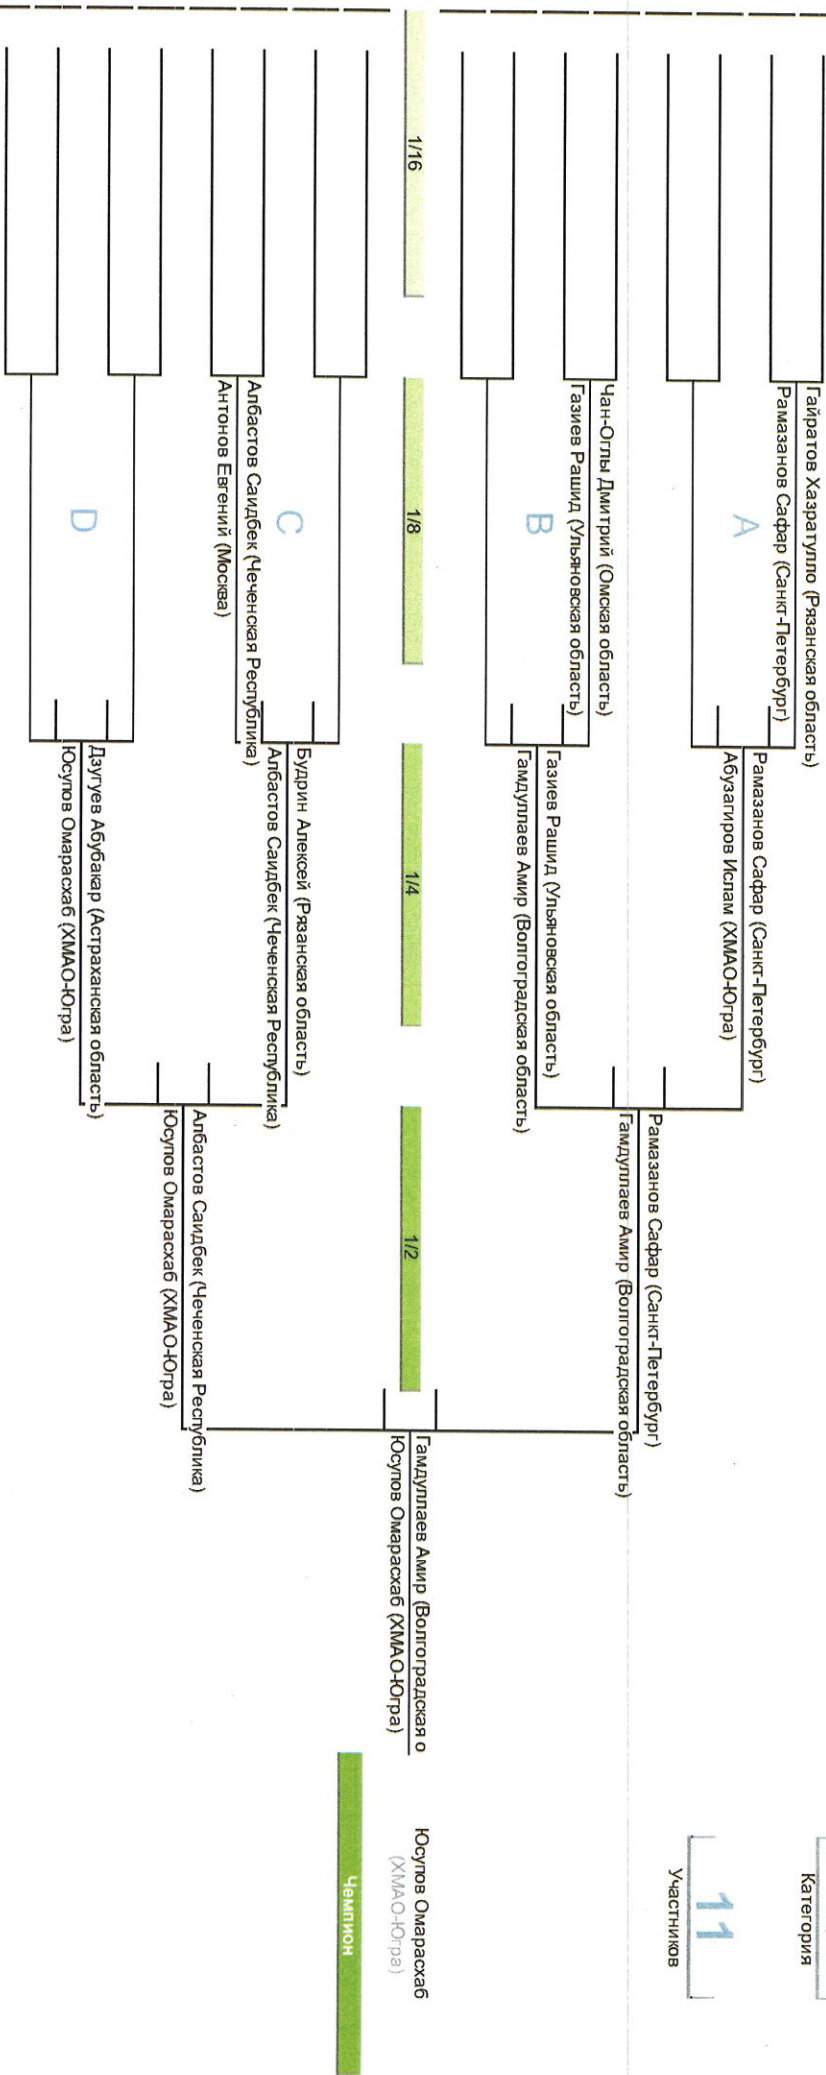 Категория
11
Участников
Гайратов Хазратулло (Рязанская область)
Рамазанов Сафар (Санкт-Петербург)
A
Рамазанов Сафар (Санкт-Петербург)
Абузагиров Ислам (ХМАО-Югра)
Чан-Оглы Дмитрий (Омская область)
Газиев Рашид (Ульяновская область)
B
Газиев Рашид (Ульяновская область)
Гамдуллаев Амир (Волгоградская область)
Рамазанов Сафар (Санкт-Петербург)
Гамдуллаев Амир (Волгоградская область)
1/16
1/8
1/4
1/2
Гамдуллаев Амир (Волгоградская о
Юсупов Омарасхаб (ХМАО-Югра)
Юсупов Омарасхаб
(ХМАО-Югра)
Чемпион
C
Албастов Саидбек (Чеченская Республика)
Антонов Евгений (Москва)
Будрин Алексей (Рязанская область)
Албастов Саидбек (Чеченская Республика)
D
Дзугуев Абубакар (Астраханская область)
Юсупов Омарасхаб (ХМАО-Югра)
Албастов Саидбек (Чеченская Республика)
Юсупов Омарасхаб (ХМАО-Югра)